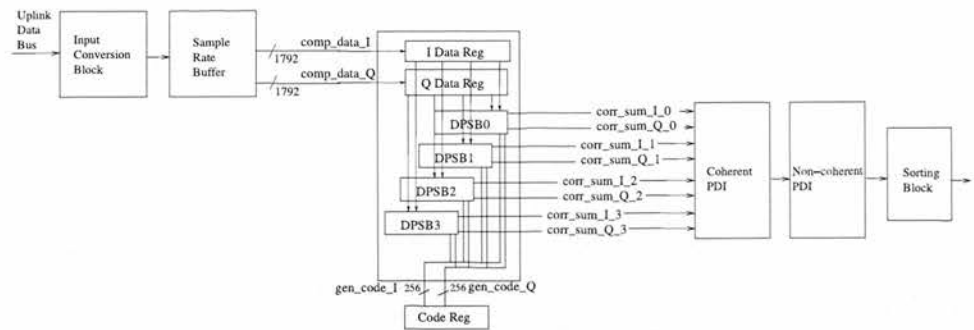 Uplink
Data
Bus
Input
Conversion
Block
Sample
Rate
Buffer
comp_data_I
1792
comp_data_Q
1792
I Data Reg
Q Data Reg
DPSB0
DPSB1
DPSB2
DPSB3
corr_sum_I_0
corr_sum_Q_0
corr_sum_I_1
corr_sum_Q_1
corr_sum_I_2
corr_sum_Q_2
corr_sum_I_3
corr_sum_Q_3
Coherent
PDI
Non-coherent
PDI
Sorting
Block
gen_code_I 256 256 gen_code_Q
Code Reg